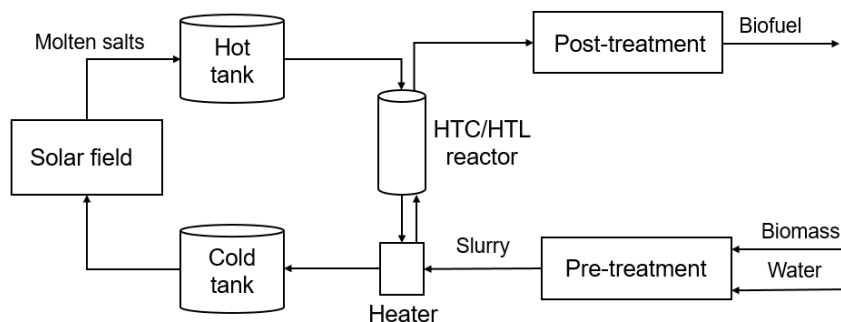 Molten salts
Hot
tank
Post-treatment
Biofuel
Solar field
HTC/HTL
reactor
Cold
tank
Slurry
Pre-treatment
Biomass
Water
Heater